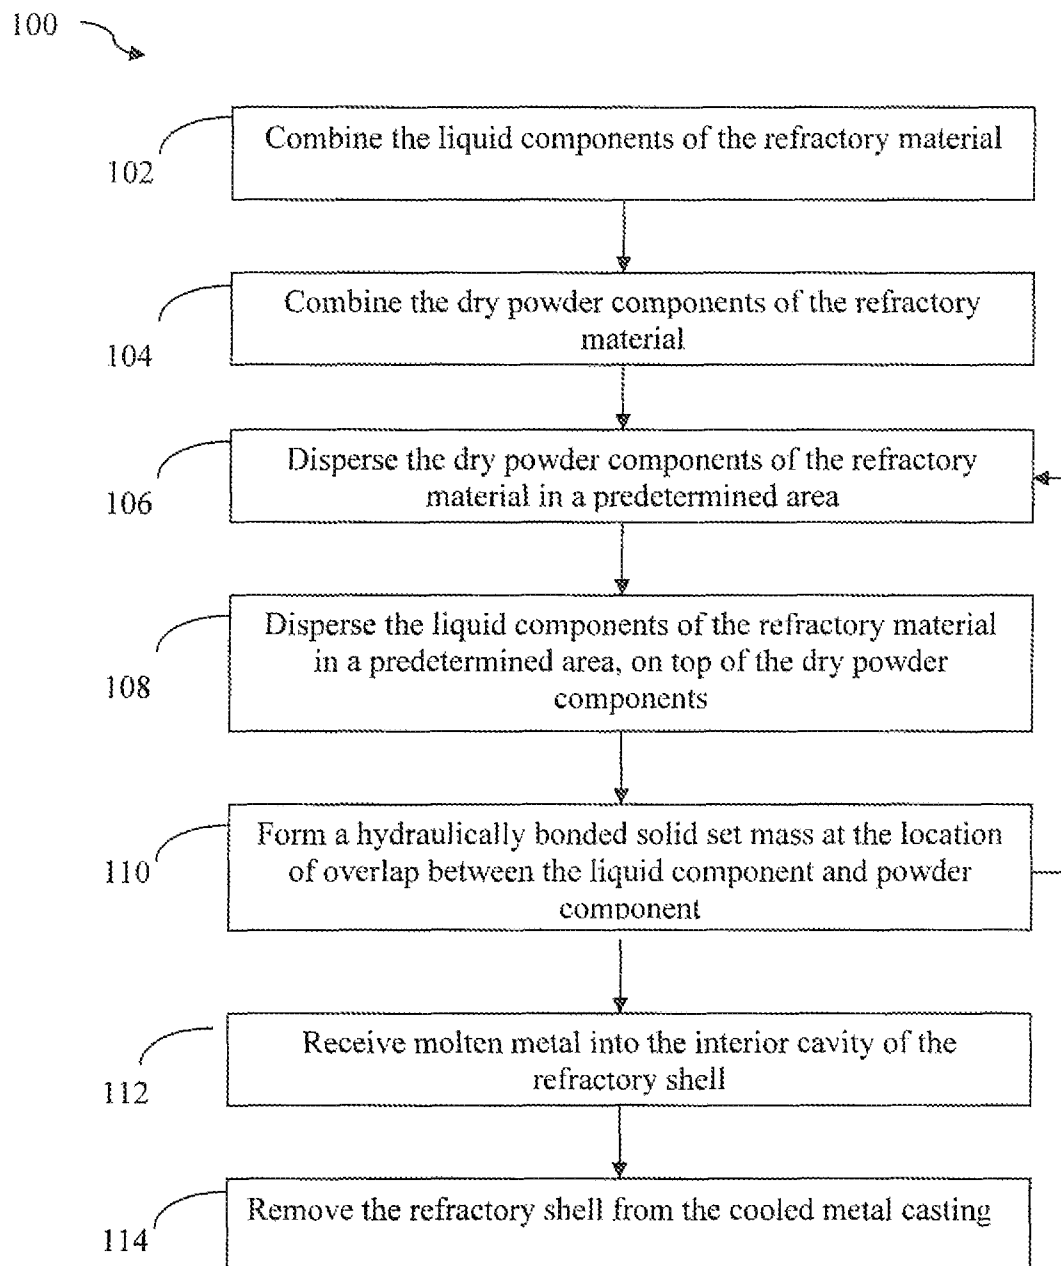 100
Combine the liquid components of the refractory material
102
Combine the dry powder components of the refractory
material
104
Disperse the dry powder components of the refractory
material in a predetermined area
106
Disperse the liquid components of the refractory material
in a predetermined area, on top of the dry powder
components
108
Form a hydraulically bonded solid set mass at the location
of overlap between the liquid component and powder
component
110
Receive molten metal into the interior cavity of the
refractory shell
112
Remove the refractory shell from the cooled metal casting
114